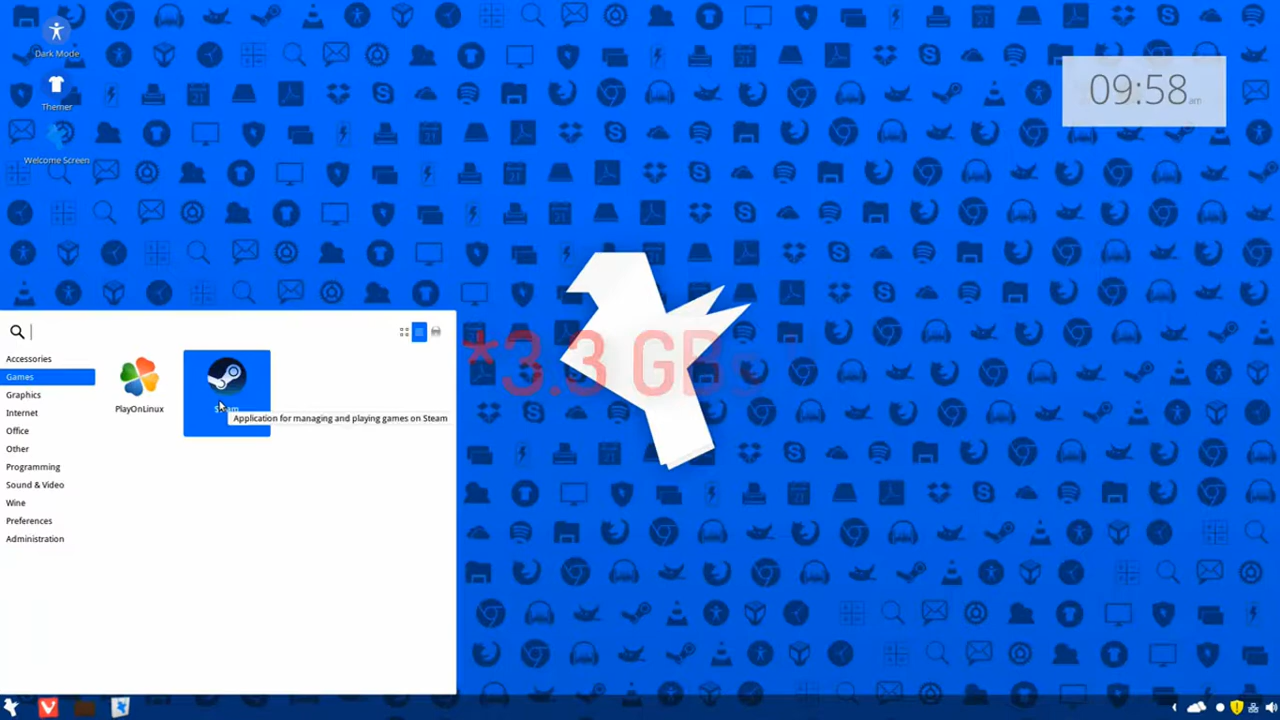 Dark Mode
Themer
Welcome Screen
09:58 am
*3.3 GB
Accessories
Games
Graphics
Internet
Office
Other
Programming
Sound & Video
Wine
Preferences
Administration
PlayOnLinux
Steam
Application for managing and playing games on Steam